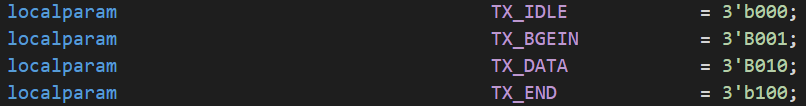 localparam TX_IDLE = 3'b000;
localparam TX_BGEIN = 3'B001;
localparam TX_DATA = 3'B010;
localparam TX_END = 3'b100;